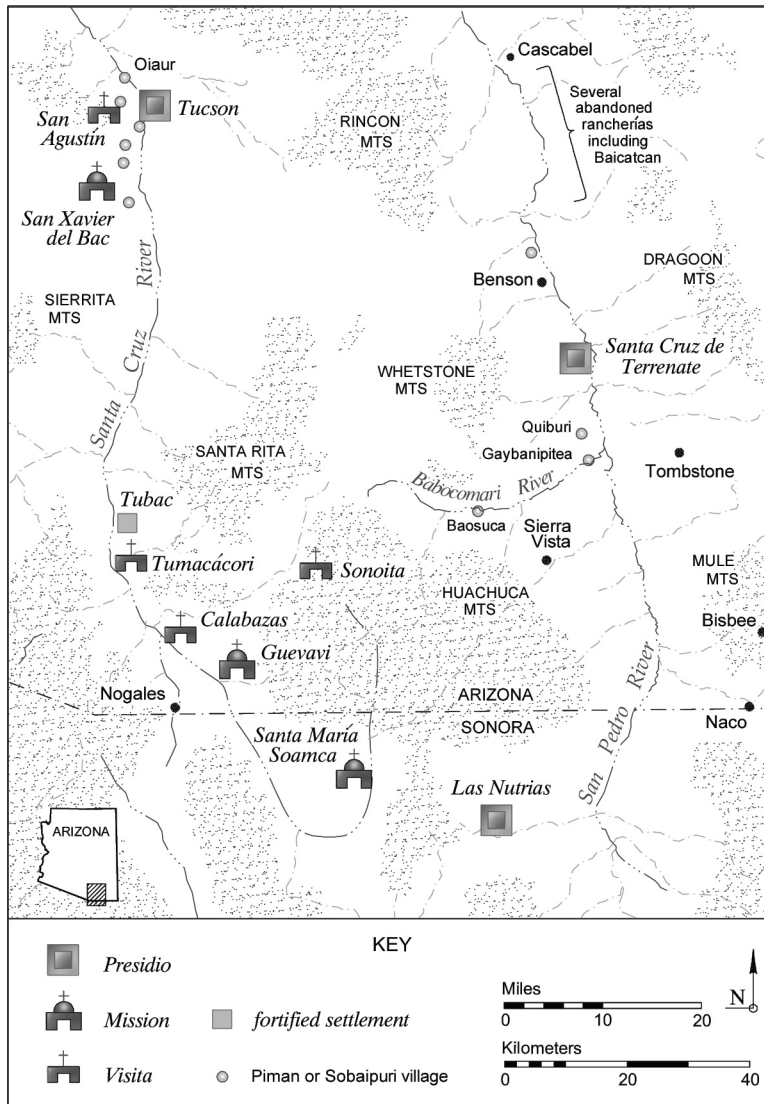 Cascabel
Oiaur
Several
abandoned
rancherías
including
Baicatcan
San
Agustín
Tucson
RINCON
MTS
San Xavier
del Bac
DRAGOON
MTS
Benson
SIERRITA
MTS
Santa Cruz River
Santa Cruz de
Terrenate
WHETSTONE
MTS
Quiburi
Gaybanipitea
SANTA RITA
MTS
Tombstone
Babocomari River
Tubac
Baosuca
Sierra
Vista
Tumacácori
Sonoita
MULE
MTS
HUACHUCA
MTS
Calabazas
Bisbee
Guevavi
Nogales
ARIZONA
SONORA
Naco
San Pedro River
Santa María
Soamca
Las Nutrias
ARIZONA
KEY
Presidio
Mission
Visita
fortified settlement
Piman or Sobaipuri village
Miles
0 10 20
Kilometers
0 20 40
N